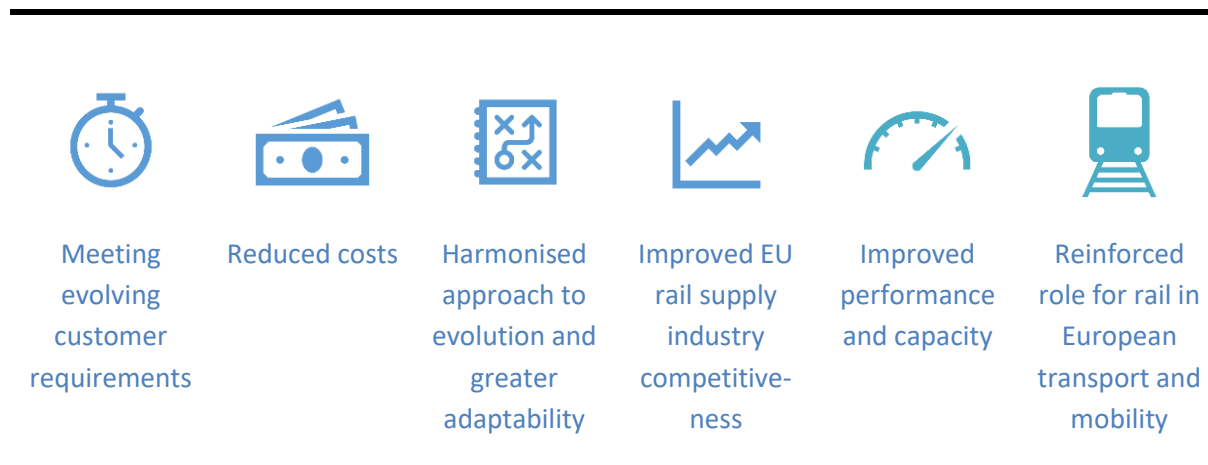 Meeting
evolving
customer
requirements
Reduced costs
Harmonised
approach to
evolution and
greater
adaptability
Improved EU
rail supply
industry
competitive-
ness
Improved
performance
and capacity
Reinforced
role for rail in
European
transport and
mobility